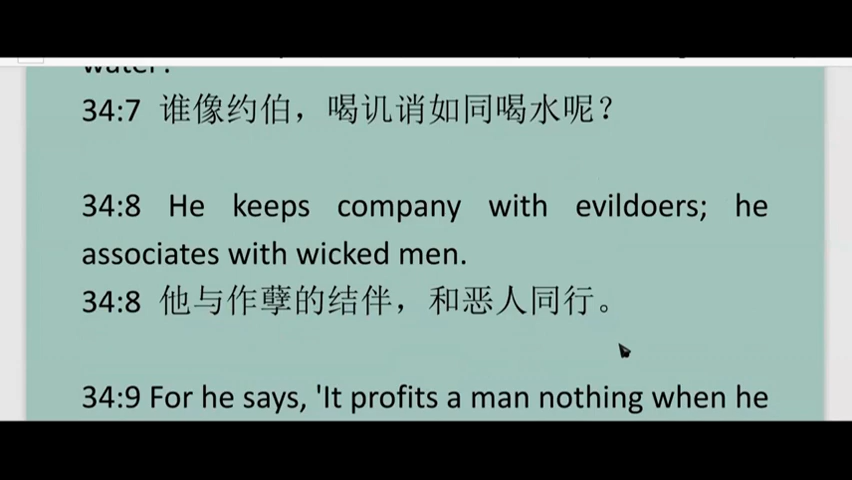 water?
34:7 谁像约伯，喝讥诮如同喝水呢？
34:8 He keeps company with evildoers; he
associates with wicked men.
34:8 他与作孽的结伴，和恶人同行。
34:9 For he says, 'It profits a man nothing when he